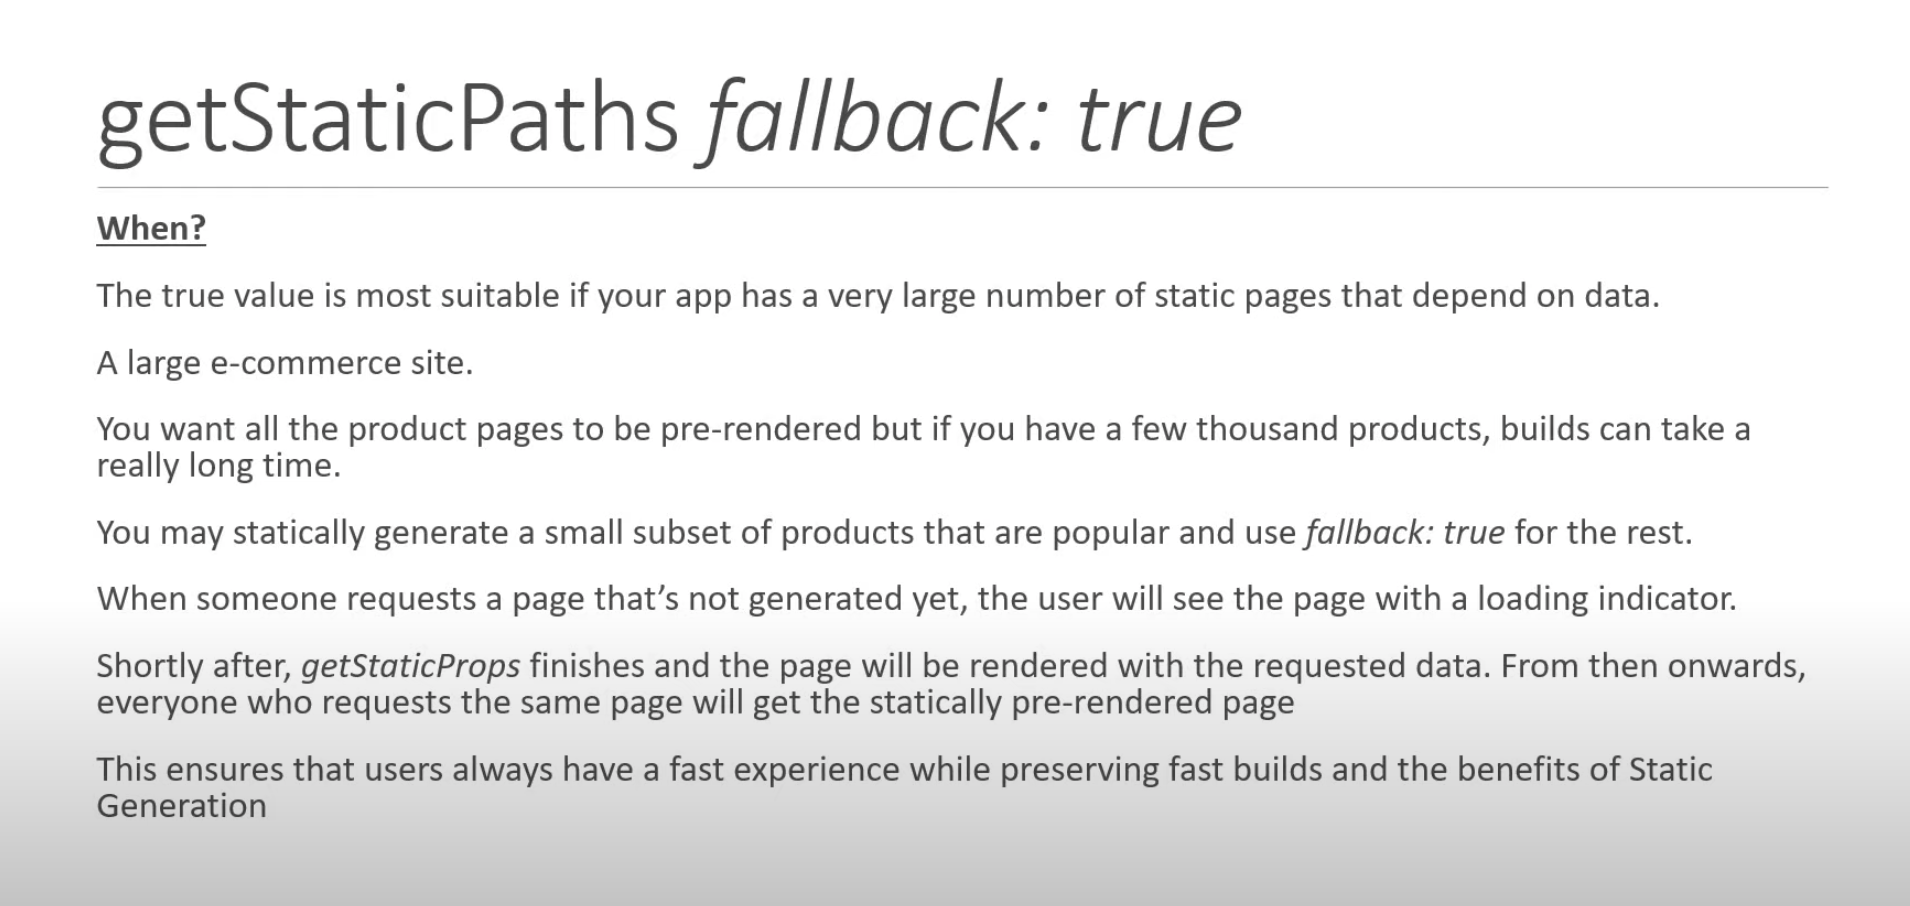 getStaticPaths fallback: true
When?
The true value is most suitable if your app has a very large number of static pages that depend on data.
A large e-commerce site.
You want all the product pages to be pre-rendered but if you have a few thousand products, builds can take a
really long time.
You may statically generate a small subset of products that are popular and use fallback: true for the rest.
When someone requests a page that’s not generated yet, the user will see the page with a loading indicator.
Shortly after, getStaticProps finishes and the page will be rendered with the requested data. From then onwards,
everyone who requests the same page will get the statically pre-rendered page
This ensures that users always have a fast experience while preserving fast builds and the benefits of Static
Generation